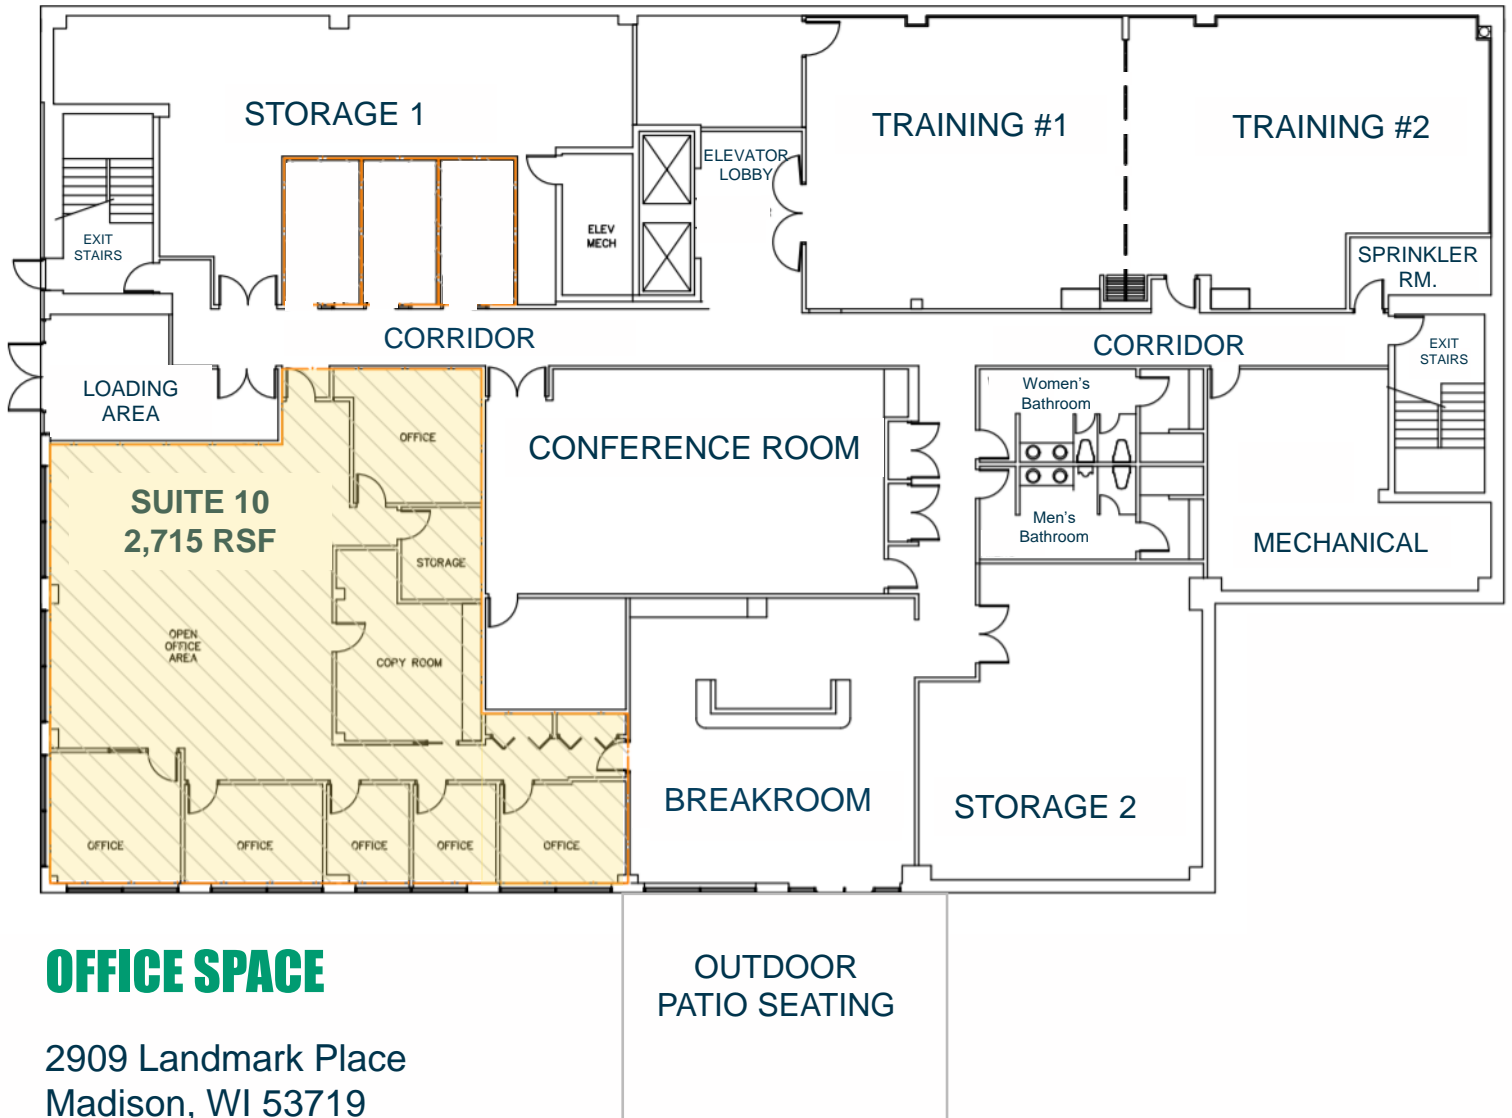 STORAGE 1
TRAINING #1
TRAINING #2
ELEVATOR
LOBBY
ELEV
MECH
EXIT
STAIRS
SPRINKLER
RM.
CORRIDOR
CORRIDOR
EXIT
STAIRS
LOADING
AREA
Women's
Bathroom
OFFICE
CONFERENCE ROOM
SUITE 10
2,715 RSF
Men's
Bathroom
MECHANICAL
STORAGE
OPEN
OFFICE
AREA
COPY ROOM
BREAKROOM
STORAGE 2
OFFICE
OFFICE
OFFICE
OFFICE
OFFICE
OFFICE SPACE
OUTDOOR
PATIO SEATING
2909 Landmark Place
Madison, WI 53719